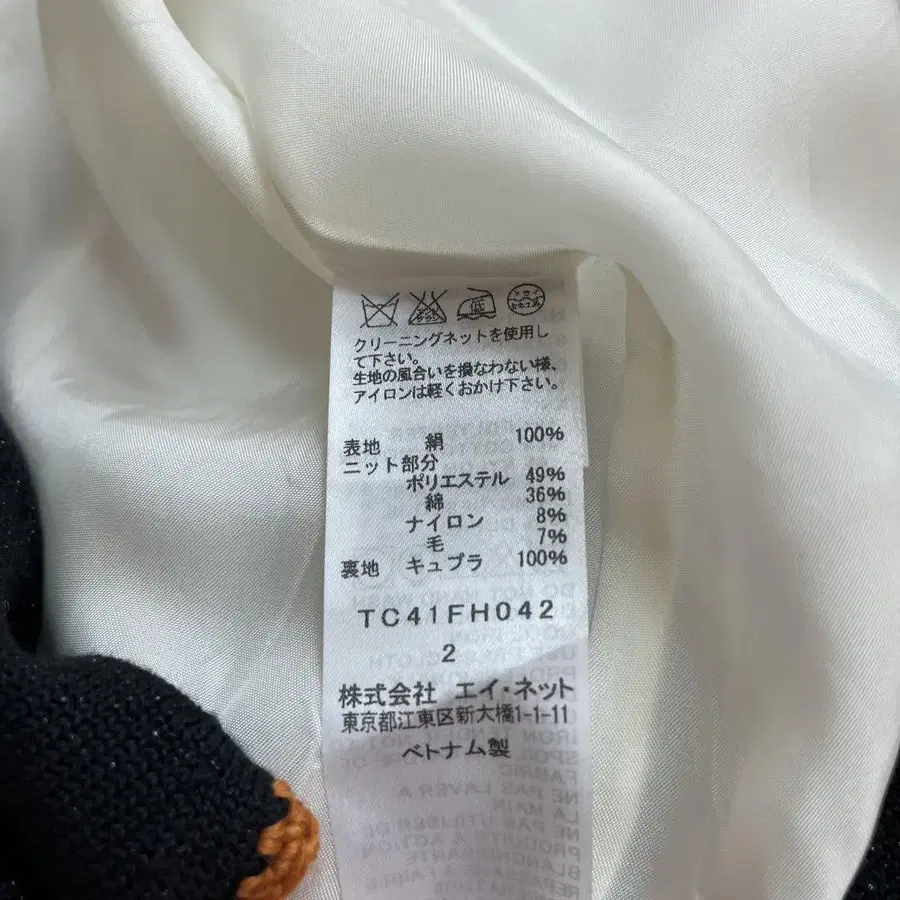 低
クリーニングネットを使用し
て下さい。
生地の風合いを損なわない様、
アイロンは軽くおかけ下さい。
表地 絹 100%
ニット部分
ポリエステル 49%
綿 36%
ナイロン 8%
毛 7%
裏地 キュプラ 100%
TC41FH042
2
株式会社 エイ・ネット
東京都江東区新大橋1-1-11
ベトナム製